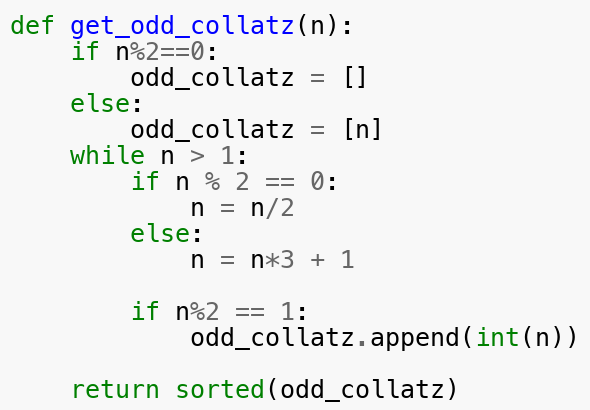 def get_odd_collatz(n):
    if n%2==0:
        odd_collatz = []
    else:
        odd_collatz = [n]
    while n > 1:
        if n % 2 == 0:
            n = n/2
        else:
            n = n*3 + 1

        if n%2 == 1:
            odd_collatz.append(int(n))

    return sorted(odd_collatz)